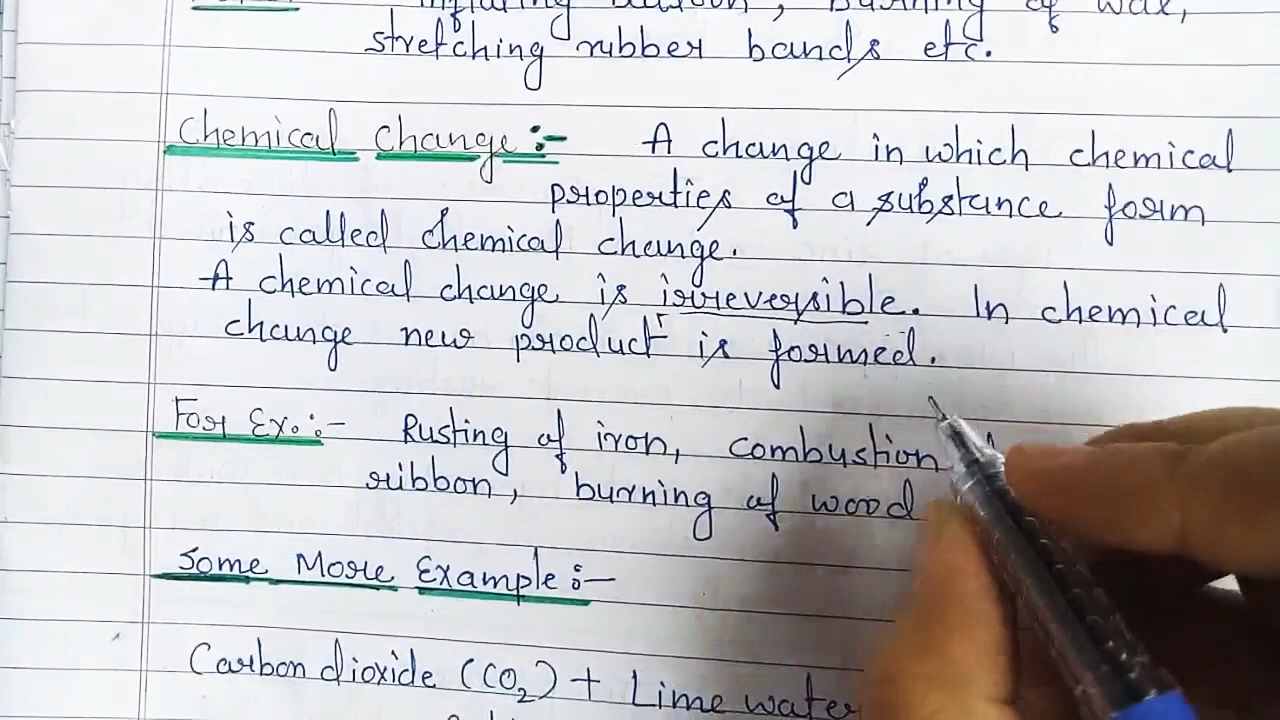 stretching rubber bands etc.
Chemical Change :- A change in which chemical
properties of a substance form
is called chemical change.
A chemical change is irreversible. In chemical
change new product is formed.
For Ex. :- Rusting of iron, combustion
ribbon, burning of wood
Some More Example :-
Carbon dioxide (CO₂) + Lime water